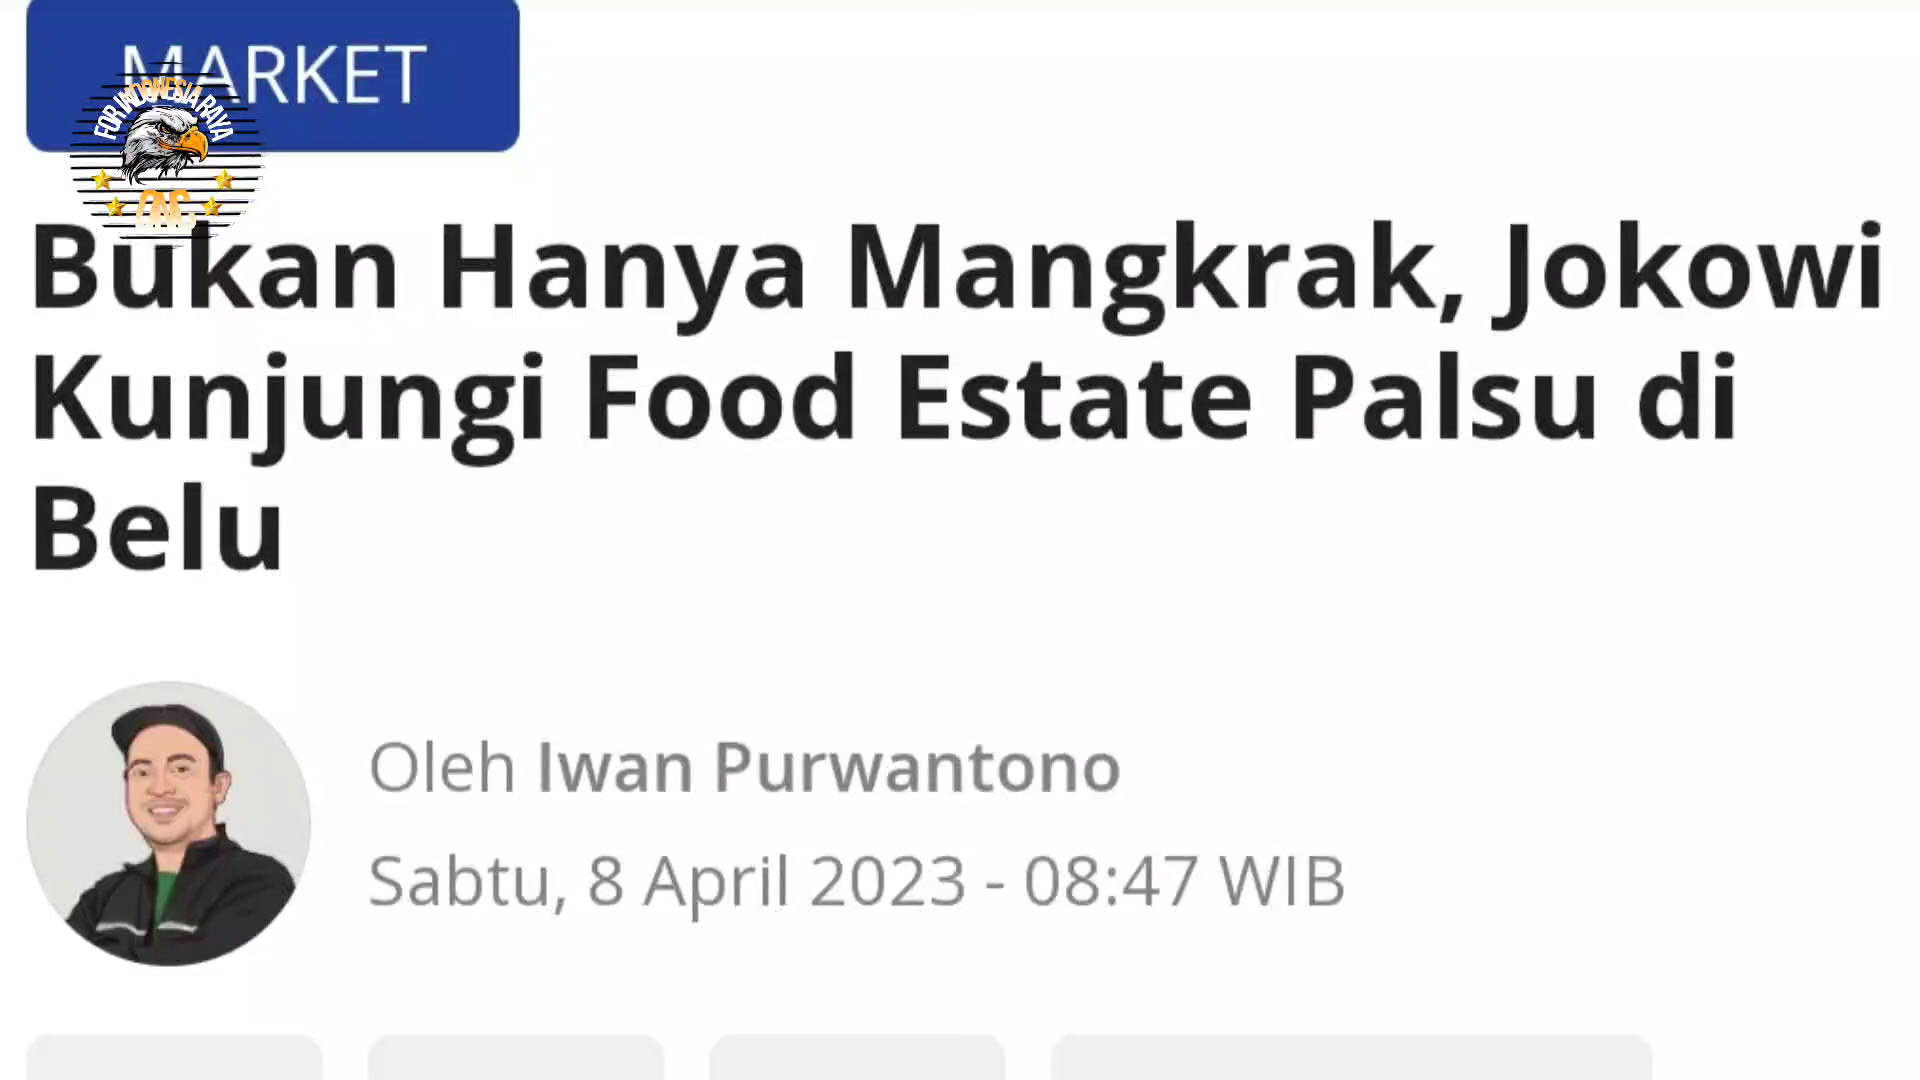 MARKET
FOR INDONESIA RAYA
Bukan Hanya Mangkrak, Jokowi
Kunjungi Food Estate Palsu di
Belu
Oleh Iwan Purwantono
Sabtu, 8 April 2023 - 08:47 WIB